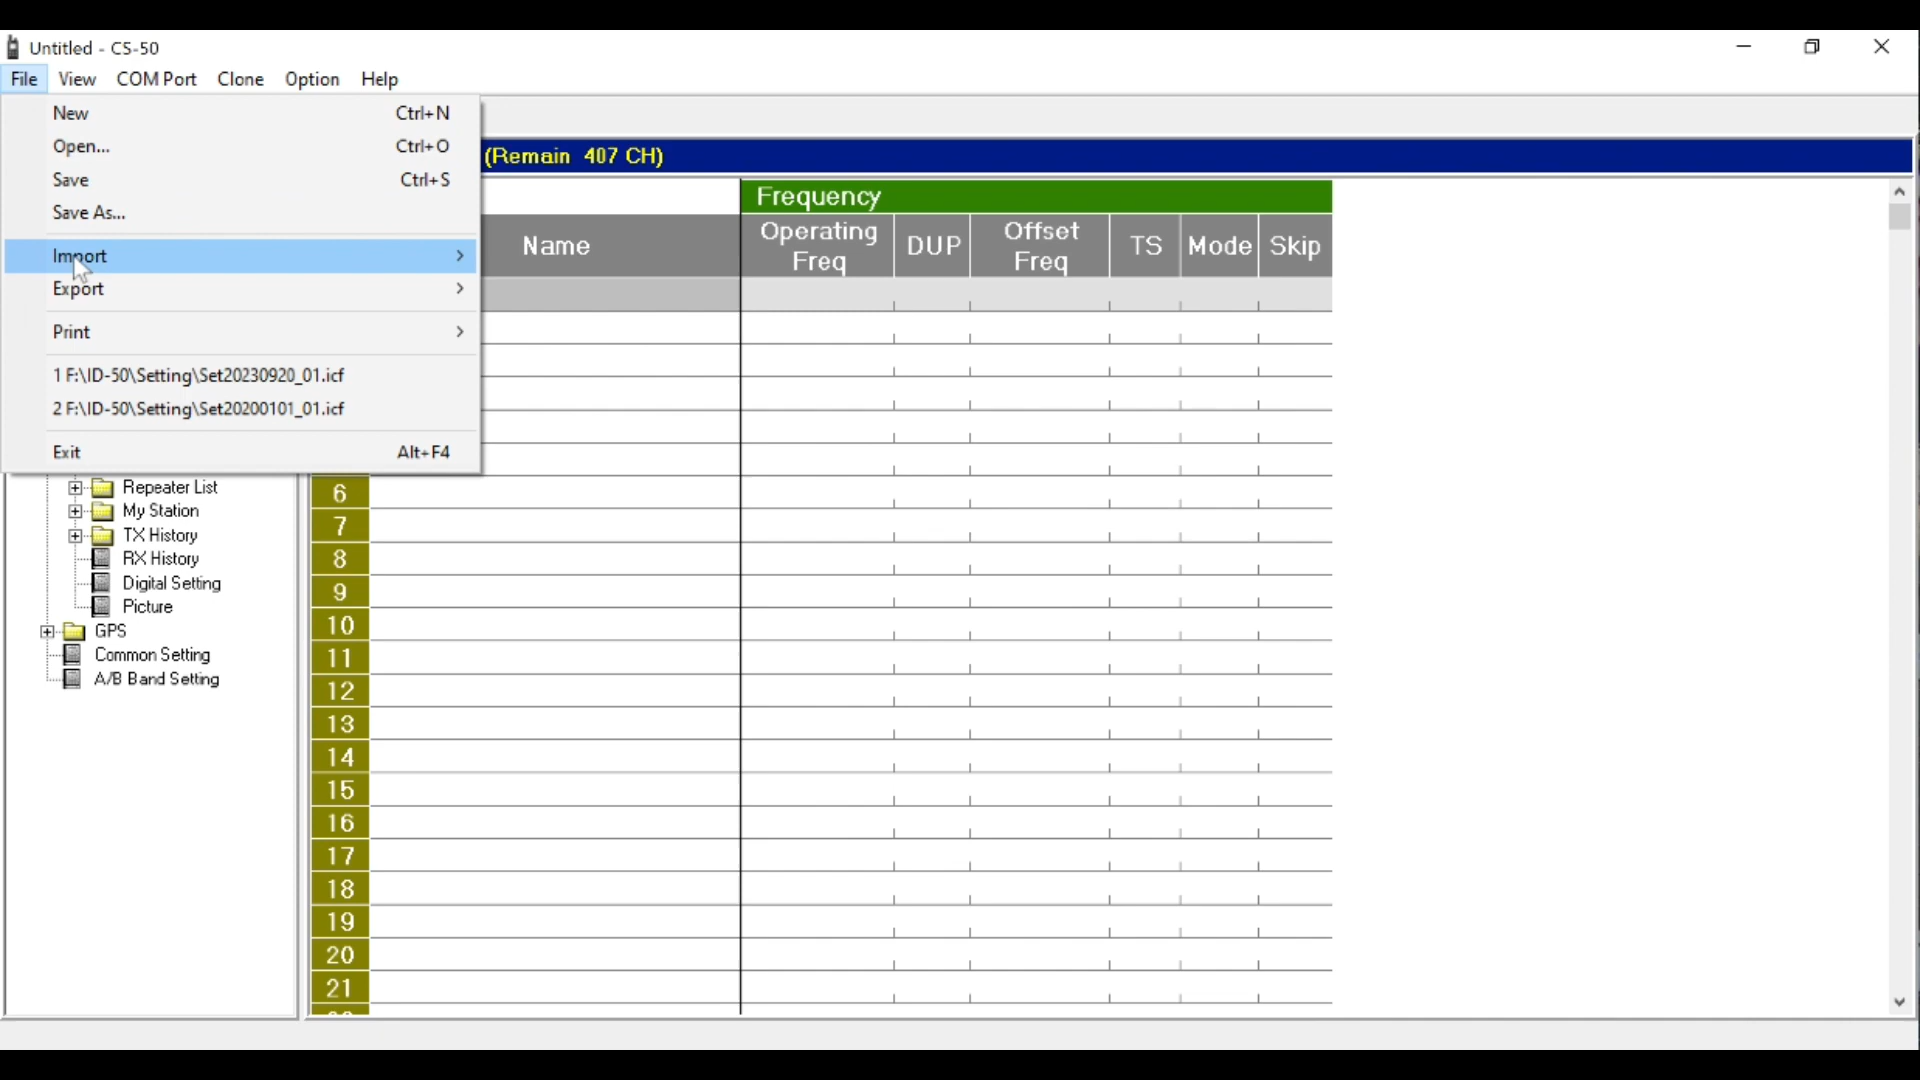 Untitled - CS-50
File View COM Port Clone Option Help
New Ctrl+N
Open... Ctrl+O
Save Ctrl+S
Save As...
Import
Export
Print
1 F:\ID-50\Setting\Set20230920_01.icf
2 F:\ID-50\Setting\Set20200101_01.icf
Exit Alt+F4
Repeater List
My Station
TX History
RX History
Digital Setting
Picture
GPS
Common Setting
A/B Band Setting
(Remain 407 CH)
Frequency
Name Operating Freq DUP Offset Freq TS Mode Skip
6
7
8
9
10
11
12
13
14
15
16
17
18
19
20
21